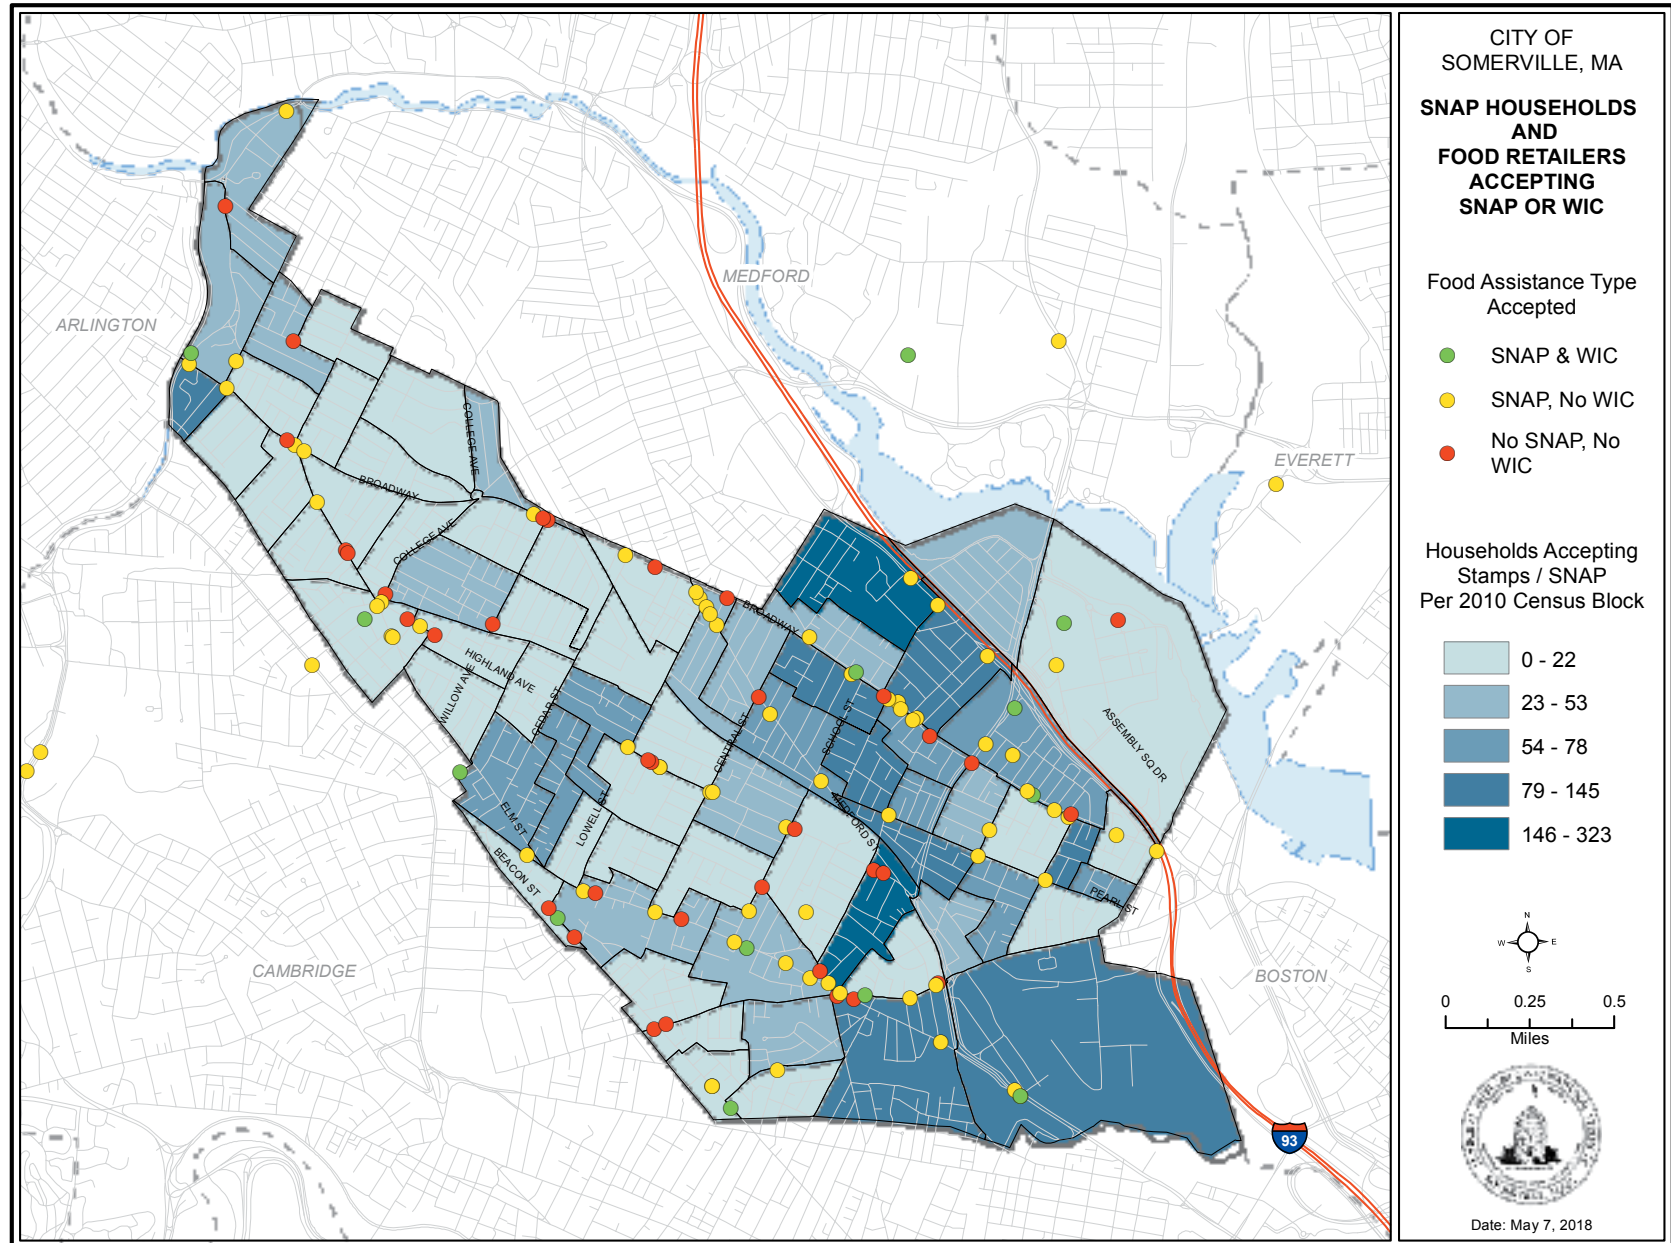 CITY OF
SOMERVILLE, MA
SNAP HOUSEHOLDS
AND
FOOD RETAILERS
ACCEPTING
SNAP OR WIC
Food Assistance Type
Accepted
SNAP & WIC
SNAP, No WIC
No SNAP, No
WIC
Households Accepting
Stamps / SNAP
Per 2010 Census Block
0 - 22
23 - 53
54 - 78
79 - 145
146 - 323
N
W
E
S
0
0.25
0.5
Miles
Date: May 7, 2018
MEDFORD
ARLINGTON
EVERETT
CAMBRIDGE
BOSTON
COLLEGE AVE
BROADWAY
COLLEGE AVE
BROADWAY
HIGHLAND AVE
WILLOW AVE
CEDAR ST
CENTRAL ST
SCHOOL ST
ASSEMBLY SQ DR
MEDFORD ST
ELM ST
LOWELL ST
BEACON ST
PEARL ST
93